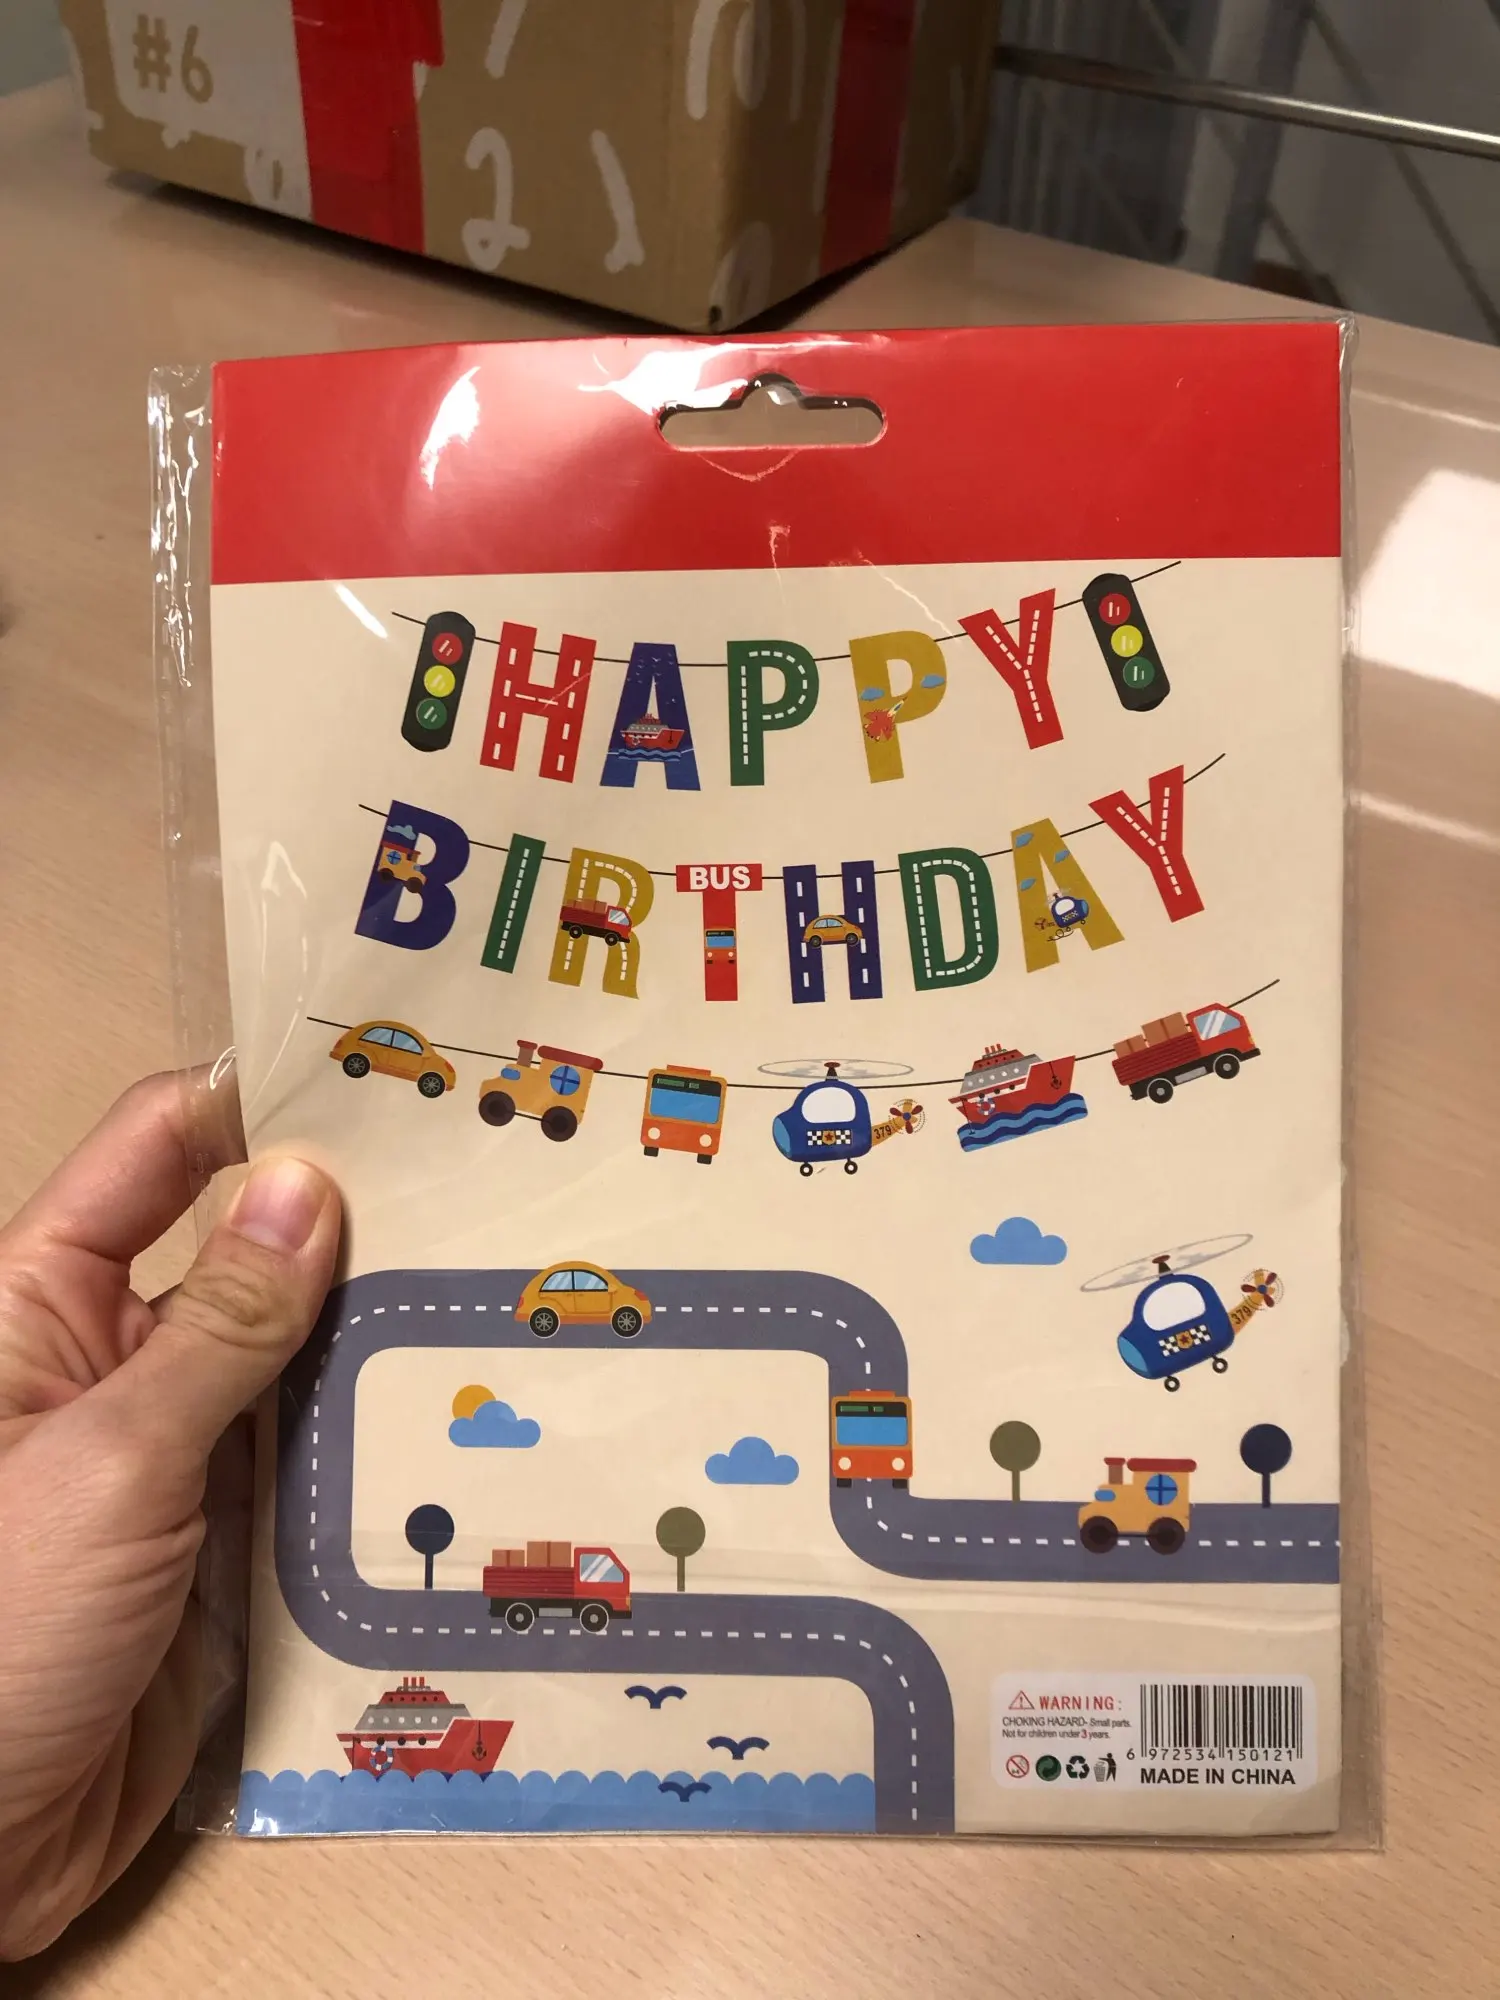 #6
2
HAPPY
BIRTHDAY
BUS
379
379
WARNING:
CHOKING HAZARD- Small parts.
Not for children under 3 years.
6 972534 150121
MADE IN CHINA